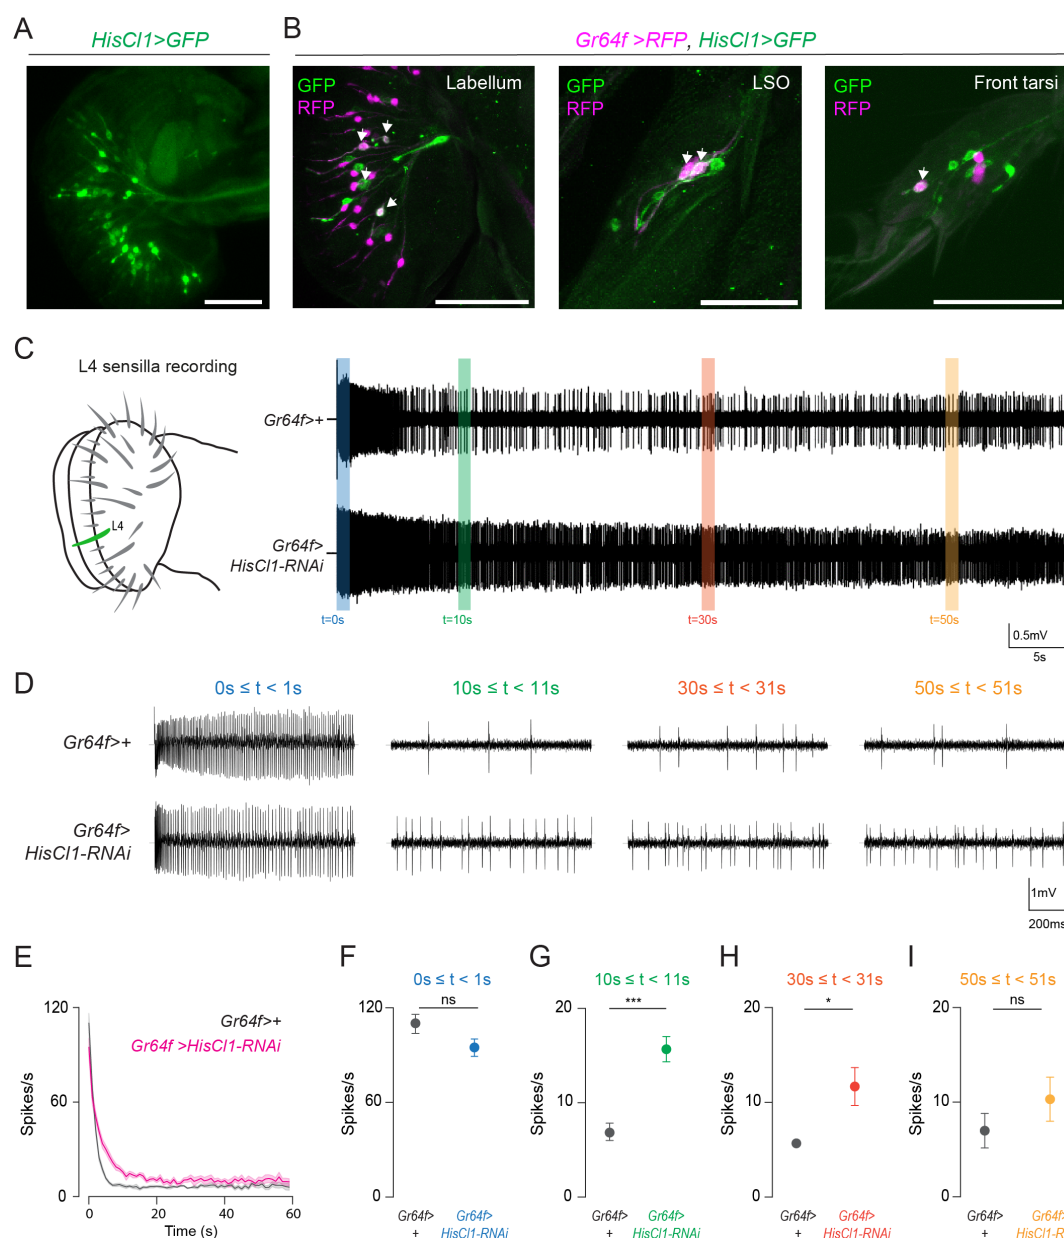 A
HisCl1>GFP
B
Gr64f >RFP, HisCl1>GFP
GFP
RFP
Labellum
GFP
RFP
LSO
GFP
RFP
Front tarsi
C
L4 sensilla recording
L4
Gr64f>+
Gr64f>
HisCl1-RNAi
t=0s
t=10s
t=30s
t=50s
0.5mV
5s
D
0s ≤ t < 1s
10s ≤ t < 11s
30s ≤ t < 31s
50s ≤ t < 51s
Gr64f>+
Gr64f>
HisCl1-RNAi
1mV
200ms
E
120
60
0
Spikes/s
Gr64f>+
Gr64f >HisCl1-RNAi
0
20
40
60
Time (s)
F
0s ≤ t < 1s
ns
120
60
0
Spikes/s
Gr64f>
+
Gr64f>
HisCl1-RNAi
G
10s ≤ t < 11s
***
20
10
0
Spikes/s
Gr64f>
+
Gr64f>
HisCl1-RNAi
H
30s ≤ t < 31s
*
20
10
0
Spikes/s
Gr64f>
+
Gr64f>
HisCl1-RNAi
I
50s ≤ t < 51s
ns
20
10
0
Spikes/s
Gr64f>
+
Gr64f>
HisCl1-R